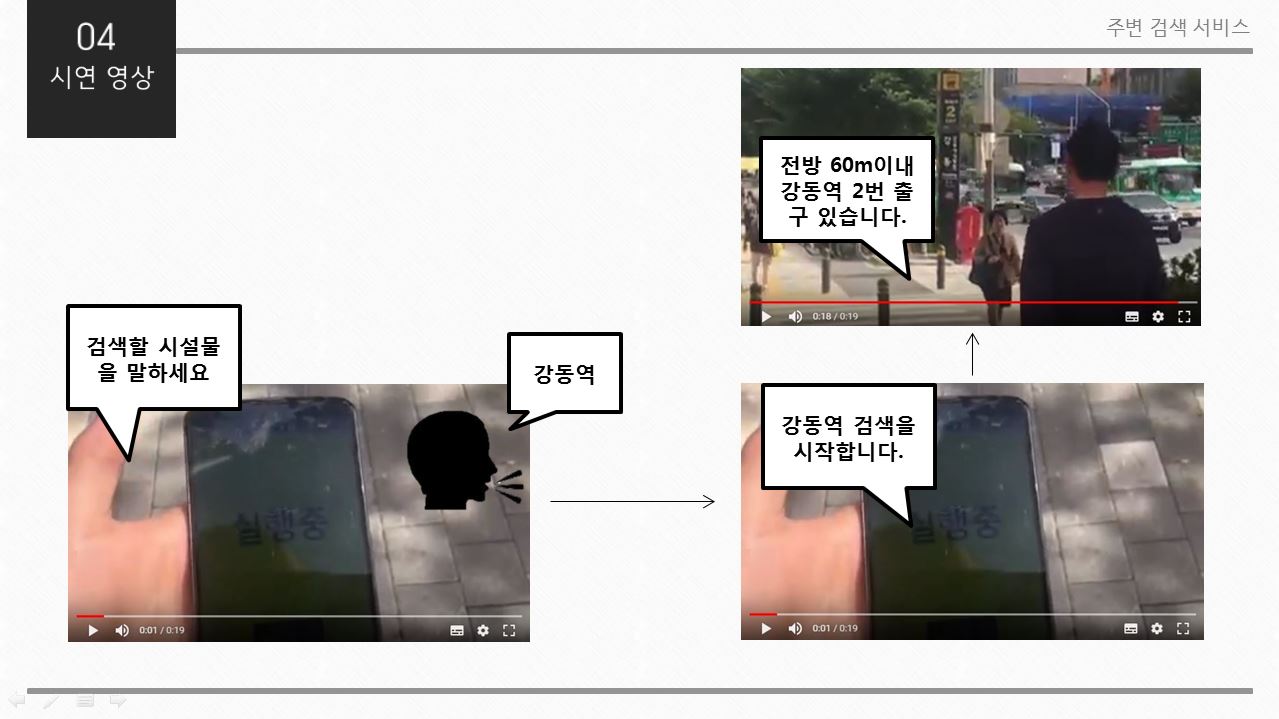 04
시연 영상
주변 검색 서비스
검색할 시설물
을 말하세요
강동역
실행중
0:01 / 0:19
강동역 검색을
시작합니다.
실행중
0:01 / 0:19
전방 60m이내
강동역 2번 출
구 있습니다.
2
0:18 / 0:19